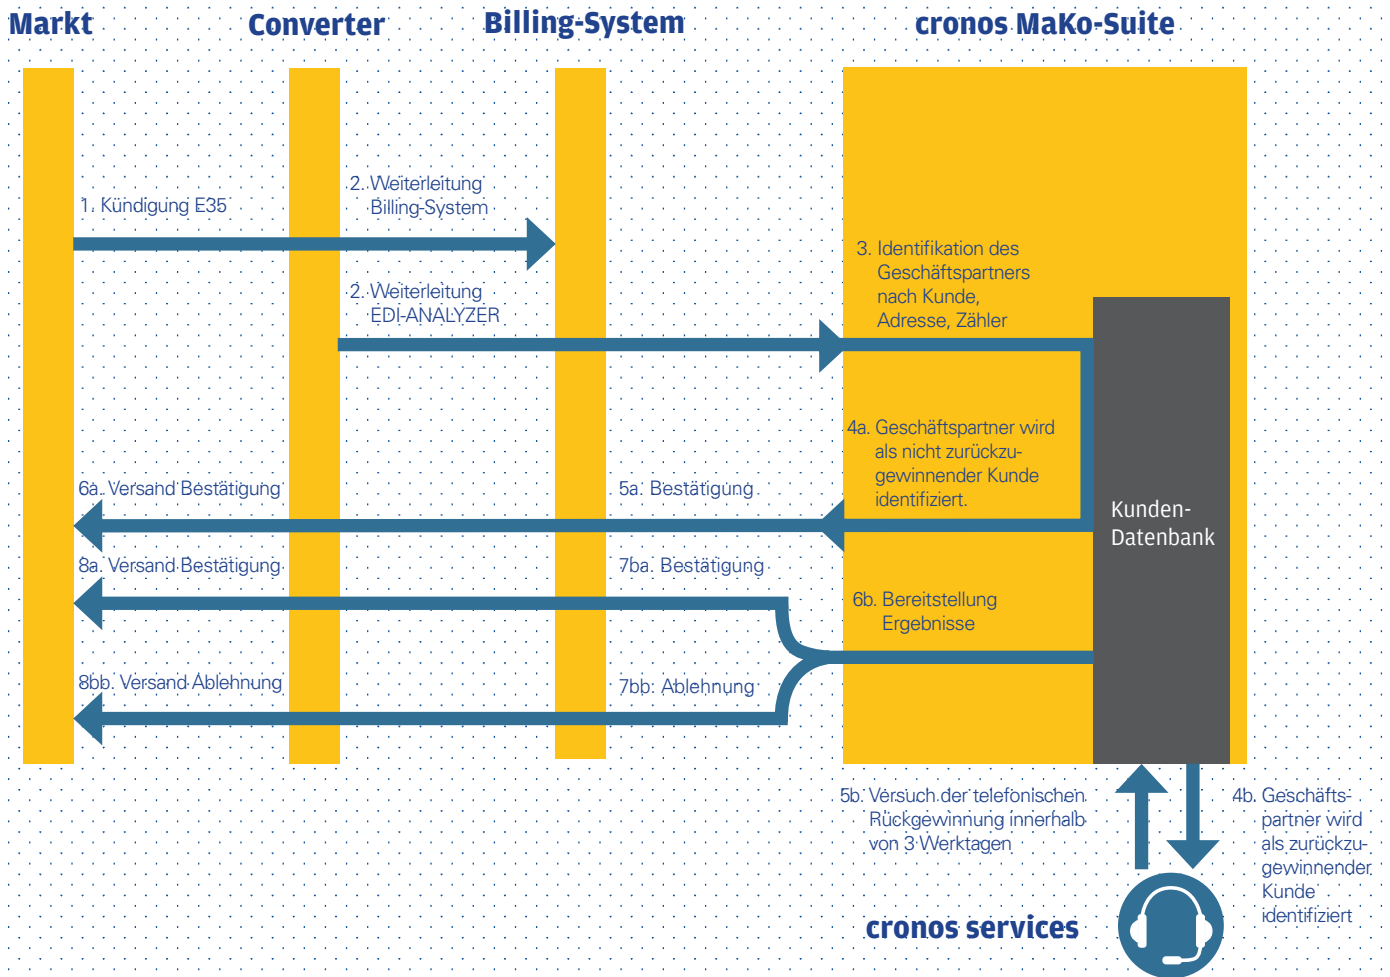 Markt
Converter
Billing-System
cronos MaKo-Suite
1. Kündigung E35
2. Weiterleitung
Billing-System
2. Weiterleitung
EDI-ANALYZER
3. Identifikation des
Geschäftspartners
nach Kunde,
Adresse, Zähler
4a. Geschäftspartner wird
als nicht zurückzu-
gewinnender Kunde
identifiziert.
Kunden-
Datenbank
6a. Versand Bestätigung
5a. Bestätigung
8a. Versand Bestätigung
7ba. Bestätigung
6b. Bereitstellung
Ergebnisse
8bb. Versand Ablehnung
7bb. Ablehnung
5b. Versuch der telefonischen
Rückgewinnung innerhalb
von 3 Werktagen
4b. Geschäfts-
partner wird
als zurückzu-
gewinnender
Kunde
identifiziert
cronos services